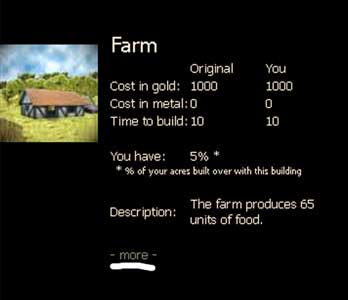 Farm
Original You
Cost in gold: 1000 1000
Cost in metal: 0 0
Time to build: 10 10
You have: 5% *
* % of your acres built over with this building
Description: The farm produces 65
units of food.
- more -